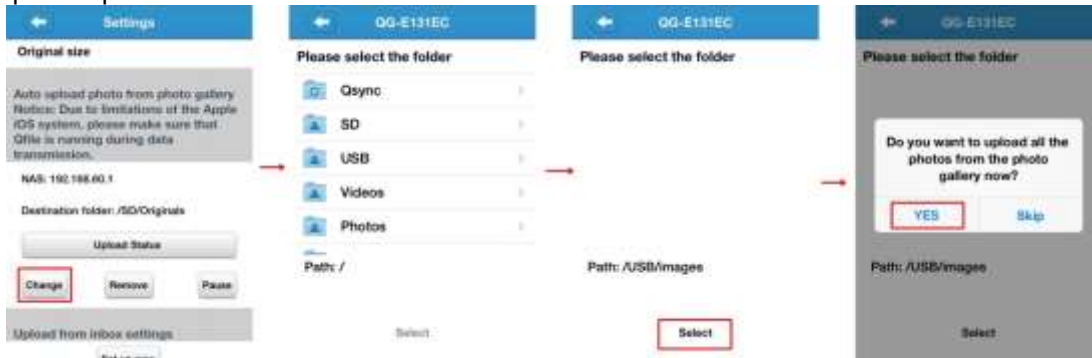 Settings
Original size
Auto upload photo from photo gallery
Notice: Due to limitations of the Apple
iOS system, please make sure that
Qfile is running during data
transmission.
NAS: 192.168.60.1
Destination folder: /SD/Originals
Upload Status
Change
Remove
Pause
Upload from inbox settings
QG-E131EC
Please select the folder
Qsync
SD
USB
Videos
Photos
Path: /
Select
QG-E131EC
Please select the folder
Path: /USB/images
Select
QG-E131EC
Please select the folder
Do you want to upload all the
photos from the photo
gallery now?
YES
Skip
Path: /USB/images
Select